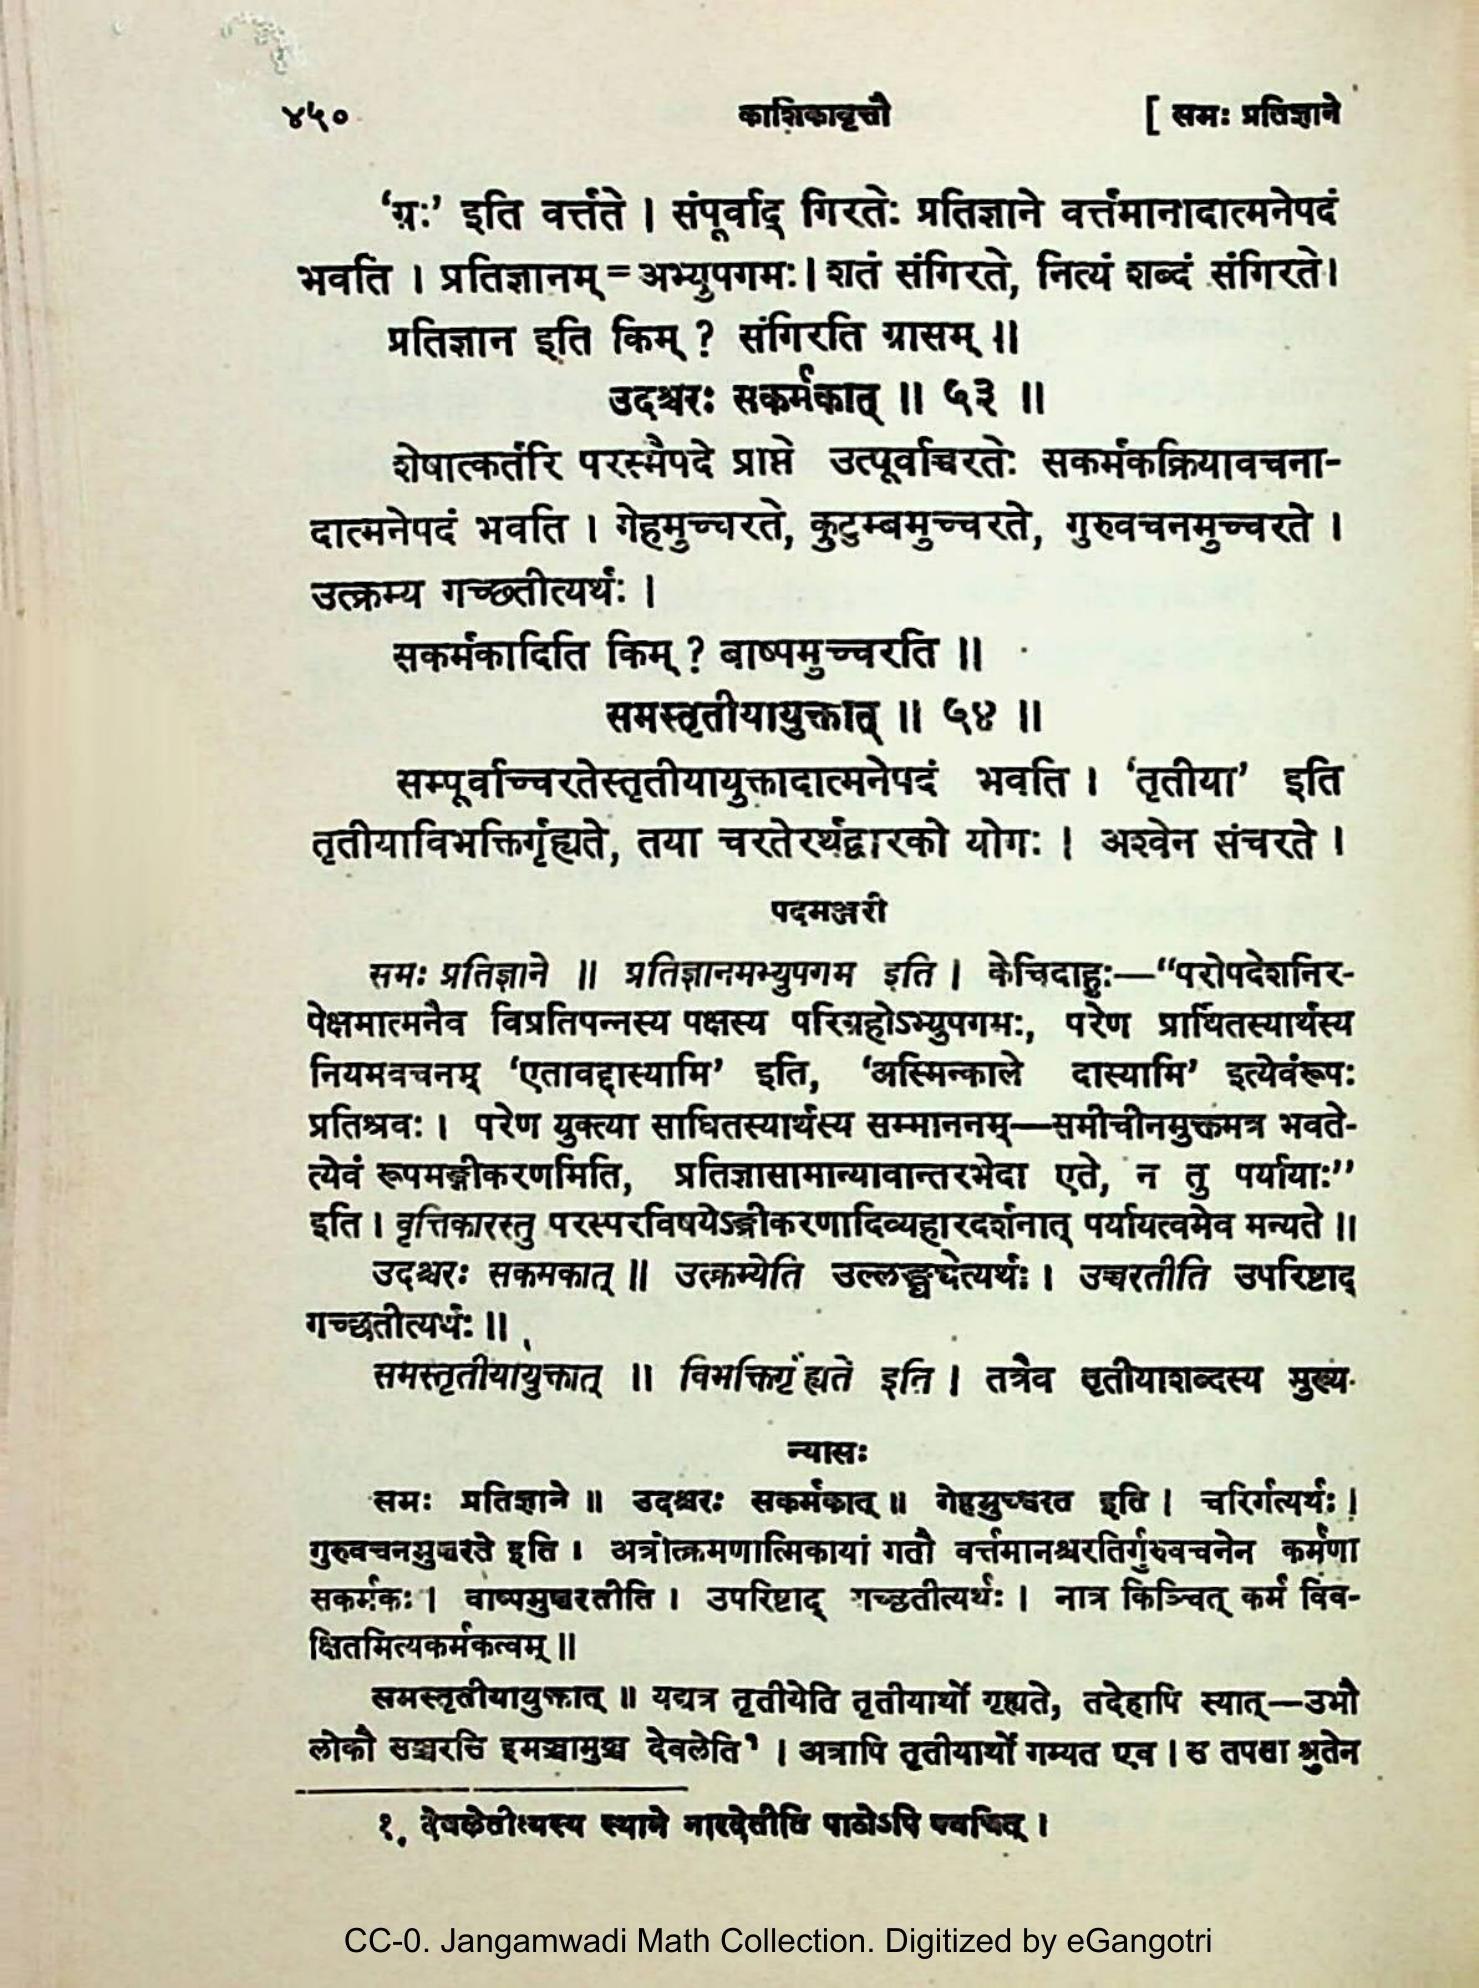 ४५० काशिकावृत्तौ [ समः प्रतिज्ञाने
‘ग्रः’ इति वर्त्तते । संपूर्वाद् गिरतेः प्रतिज्ञाने वर्त्तमानादात्मनेपदं
भवति । प्रतिज्ञानम् = अभ्युपगमः । शतं संगिरते, नित्यं शब्दं संगिरते।
प्रतिज्ञान इति किम् ? संगिरति ग्रासम् ॥
उदश्चरः सकर्मकात् ॥ ५३ ॥
शेषात्कर्तरि परस्मैपदे प्राप्ते उत्पूर्वाच्चरतेः सकर्मकक्रियावचना-
दात्मनेपदं भवति । गेहमुच्चरते, कुटुम्बमुच्चरते, गुरुवचनमुच्चरते ।
उत्क्रम्य गच्छतीत्यर्थः ।
सकर्मकादिति किम् ? बाष्पमुच्चरति ॥
समस्तृतीयायुक्तात् ॥ ५४ ॥
सम्पूर्वाच्चरतेस्तृतीयायुक्तादात्मनेपदं भवति । ‘तृतीया’ इति
तृतीयाविभक्तिर्गृह्यते, तया चरतेरर्थद्वारको योगः । अश्वेन संचरते ।
पदमञ्जरी
समः प्रतिज्ञाने ॥ प्रतिज्ञानमभ्युपगम इति । केचिदाहुः—“परोपदेशनिर-
पेक्षमात्मनैव विप्रतिपन्नस्य पक्षस्य परिग्रहोऽभ्युपगमः, परेण प्रार्थितस्यार्थस्य
नियमवचनम् ‘एतावद्दास्यामि’ इति, ‘अस्मिन्काले दास्यामि’ इत्येवंरूपः
प्रतिश्रवः । परेण युक्त्या साधितस्यार्थस्य सम्माननम्—समीचीनमुक्तमत्र भवते-
त्येवं रूपमङ्गीकरणमिति, प्रतिज्ञासामान्यावान्तरभेदा एते, न तु पर्यायाः”
इति । वृत्तिकारस्तु परस्परविषयेऽङ्गीकरणादिव्यहारदर्शनात् पर्यायत्वमेव मन्यते ॥
उदश्चरः सकमकात् ॥ उत्क्रम्येति उल्लङ्घ्येत्यर्थः । उच्चरतीति उपरिष्टाद्
गच्छतीत्यर्थः ॥
समस्तृतीयायुक्तात् ॥ विभक्तिर्गृह्यते इति । तत्रैव तृतीयाशब्दस्य मुख्य-
न्यासः
समः प्रतिज्ञाने ॥ उदश्चरः सकर्मकात् ॥ गेहमुच्चरत इति । चरिर्गत्यर्थः ।
गुरुवचनमुच्चरते इति । अत्रोत्क्रमणात्मिकायां गतौ वर्त्तमानश्चरतिर्गुरुवचनेन कर्मणा
सकर्मकः । वाष्पमुच्चरतीति । उपरिष्टाद् गच्छतीत्यर्थः । नात्र किञ्चित् कर्म विव-
क्षितमित्यकर्मकत्वम् ॥
समस्तृतीयायुक्तात् ॥ यद्यत्र तृतीयेति तृतीयार्थो गृह्यते, तदेहापि स्यात्—उभौ
लोकौ सञ्चरसि इमञ्चामुञ्च देवलेति¹ । अत्रापि तृतीयार्थो गम्यत एव । स तपसा श्रुतेन
१. देवलेतीत्यस्य स्थाने नारदेतीति पाठोऽपि क्वचित् ।
CC-0. Jangamwadi Math Collection. Digitized by eGangotri